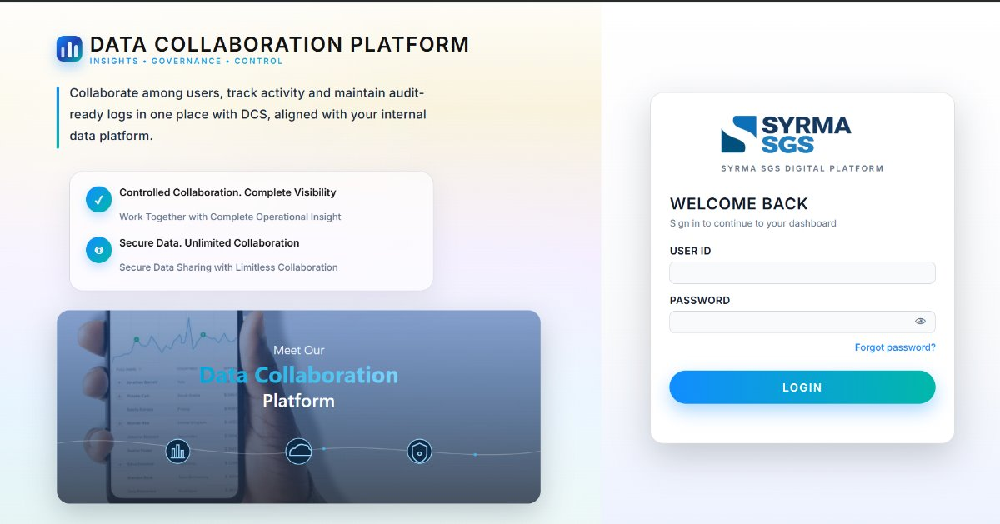 DATA COLLABORATION PLATFORM
INSIGHTS • GOVERNANCE • CONTROL
Collaborate among users, track activity and maintain audit-
ready logs in one place with DCS, aligned with your internal
data platform.
Controlled Collaboration. Complete Visibility
Work Together with Complete Operational Insight
Secure Data. Unlimited Collaboration
Secure Data Sharing with Limitless Collaboration
Meet Our
Data Collaboration
Platform
SYRMA
SGS
SYRMA SGS DIGITAL PLATFORM
WELCOME BACK
Sign in to continue to your dashboard
USER ID
PASSWORD
Forgot password?
LOGIN